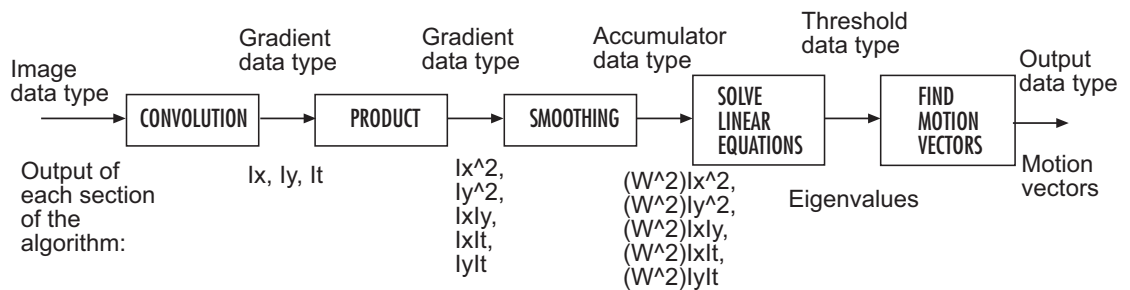 Image
data type
CONVOLUTION
Gradient
data type
PRODUCT
Gradient
data type
SMOOTHING
Accumulator
data type
SOLVE
LINEAR
EQUATIONS
Threshold
data type
FIND
MOTION
VECTORS
Output
data type
Output of
each section
of the
algorithm:
Ix, Iy, It
Ix^2,
Iy^2,
IxIy,
IxIt,
IyIt
(W^2)Ix^2,
(W^2)Iy^2,
(W^2)IxIy,
(W^2)IxIt,
(W^2)IyIt
Eigenvalues
Motion
vectors